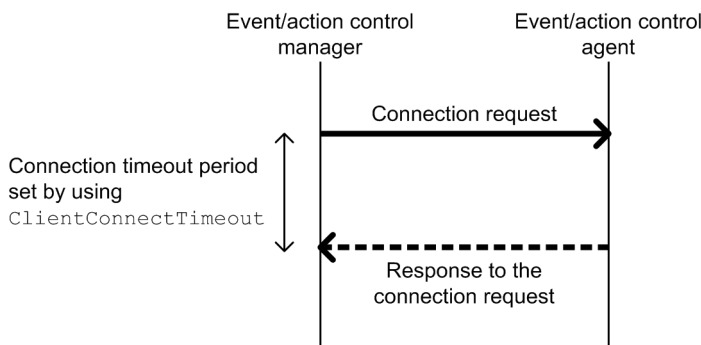 Event/action control
manager
Event/action control
agent
Connection request
Connection timeout period
set by using
ClientConnectTimeout
Response to the
connection request